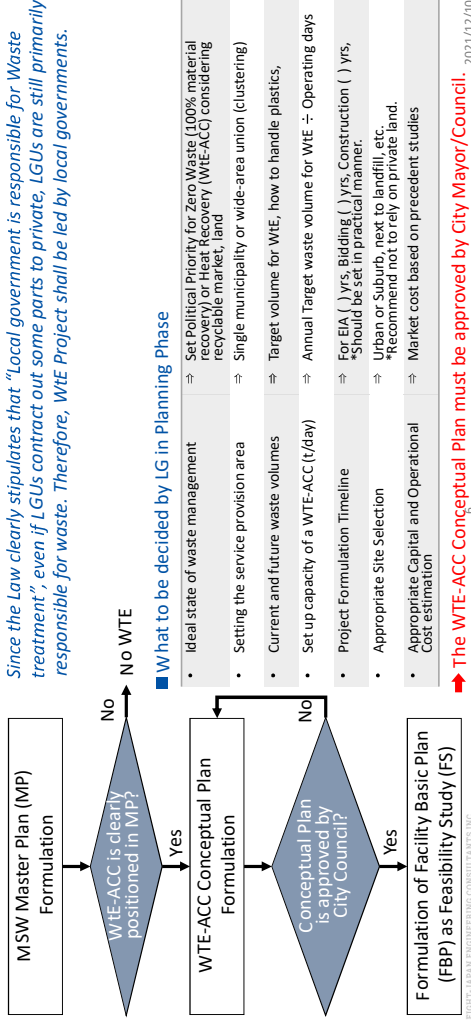 Since the Law clearly stipulates that “Local government is responsible for Waste
treatment”, even if LGUs contract out some parts to private, LGUs are still primarily
responsible for waste. Therefore, WtE Project shall be led by local governments.
MSW Master Plan (MP)
Formulation
WtE-ACC is clearly
positioned in MP?
No
No WTE
Yes
WTE-ACC Conceptual Plan
Formulation
Conceptual Plan
is approved by
City Council?
No
Yes
Formulation of Facility Basic Plan
(FBP) as Feasibility Study (FS)
■ What to be decided by LG in Planning Phase
• Ideal state of waste management ⇒ Set Political Priority for Zero Waste (100% material
recovery) or Heat Recovery (WtE-ACC) considering
recyclable market, land
• Setting the service provision area ⇒ Single municipality or wide-area union (clustering)
• Current and future waste volumes ⇒ Target volume for WtE, how to handle plastics,
• Set up capacity of a WTE-ACC (t/day) ⇒ Annual Target waste volume for WtE ÷ Operating days
• Project Formulation Timeline ⇒ For EIA ( ) yrs, Bidding ( ) yrs, Construction ( ) yrs,
*Should be set in practical manner.
• Appropriate Site Selection ⇒ Urban or Suburb, next to landfill, etc.
*Recommend not to rely on private land.
• Appropriate Capital and Operational
Cost estimation ⇒ Market cost based on precedent studies
➡ The WTE-ACC Conceptual Plan must be approved by City Mayor/Council.
JAPAN ENGINEERING CONSULTANTS INC
6
2021/12/10